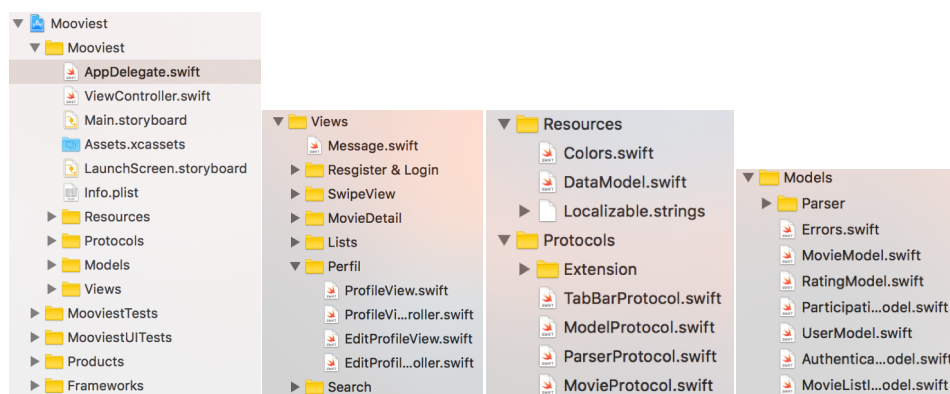 Mooviest
Mooviest
AppDelegate.swift
ViewController.swift
Main.storyboard
Assets.xcassets
LaunchScreen.storyboard
Info.plist
Resources
Protocols
Models
Views
MooviestTests
MooviestUITests
Products
Frameworks
Views
Message.swift
Resgister & Login
SwipeView
MovieDetail
Lists
Perfil
ProfileView.swift
ProfileVi...roller.swift
EditProfileView.swift
EditProfil...oller.swift
Search
Resources
Colors.swift
DataModel.swift
Localizable.strings
Protocols
Extension
TabBarProtocol.swift
ModelProtocol.swift
ParserProtocol.swift
MovieProtocol.swift
Models
Parser
Errors.swift
MovieModel.swift
RatingModel.swift
Participati...odel.swift
UserModel.swift
Authentica...odel.swift
MovieListI...odel.swift